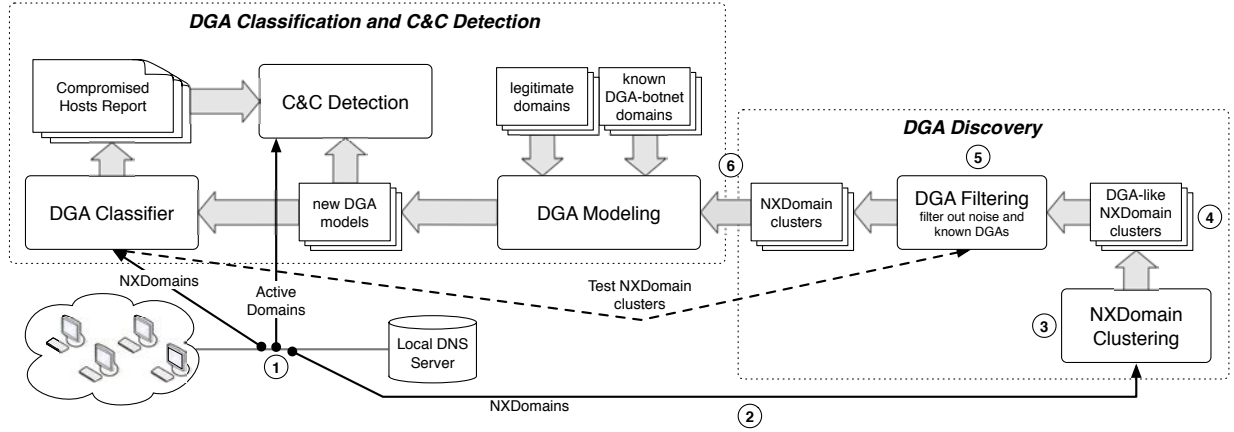 DGA Classification and C&C Detection
Compromised
Hosts Report
C&C Detection
legitimate
domains
known
DGA-botnet
domains
DGA Discovery
6
5
DGA Classifier
new DGA
models
DGA Modeling
NXDomain
clusters
DGA Filtering
filter out noise and
known DGAs
DGA-like
NXDomain
clusters
4
NXDomains
Active
Domains
Test NXDomain
clusters
3
NXDomain
Clustering
1
Local DNS
Server
NXDomains
2